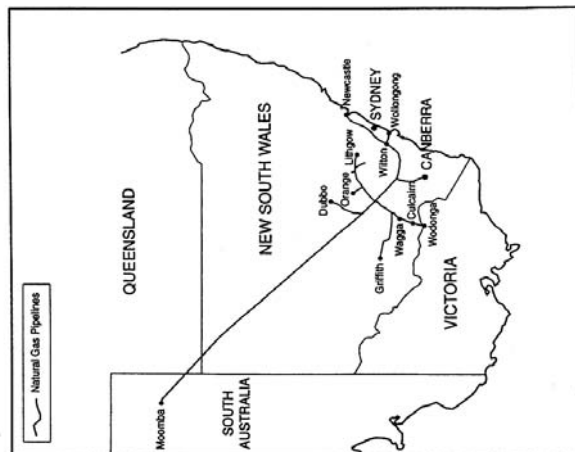 Natural Gas Pipelines
QUEENSLAND
Moomba
SOUTH
AUSTRALIA
NEW SOUTH WALES
Dubbo
Orange
Lithgow
Newcastle
SYDNEY
Wilton
Wollongong
Griffith
Wagga
Culcairn
CANBERRA
Wodonga
VICTORIA